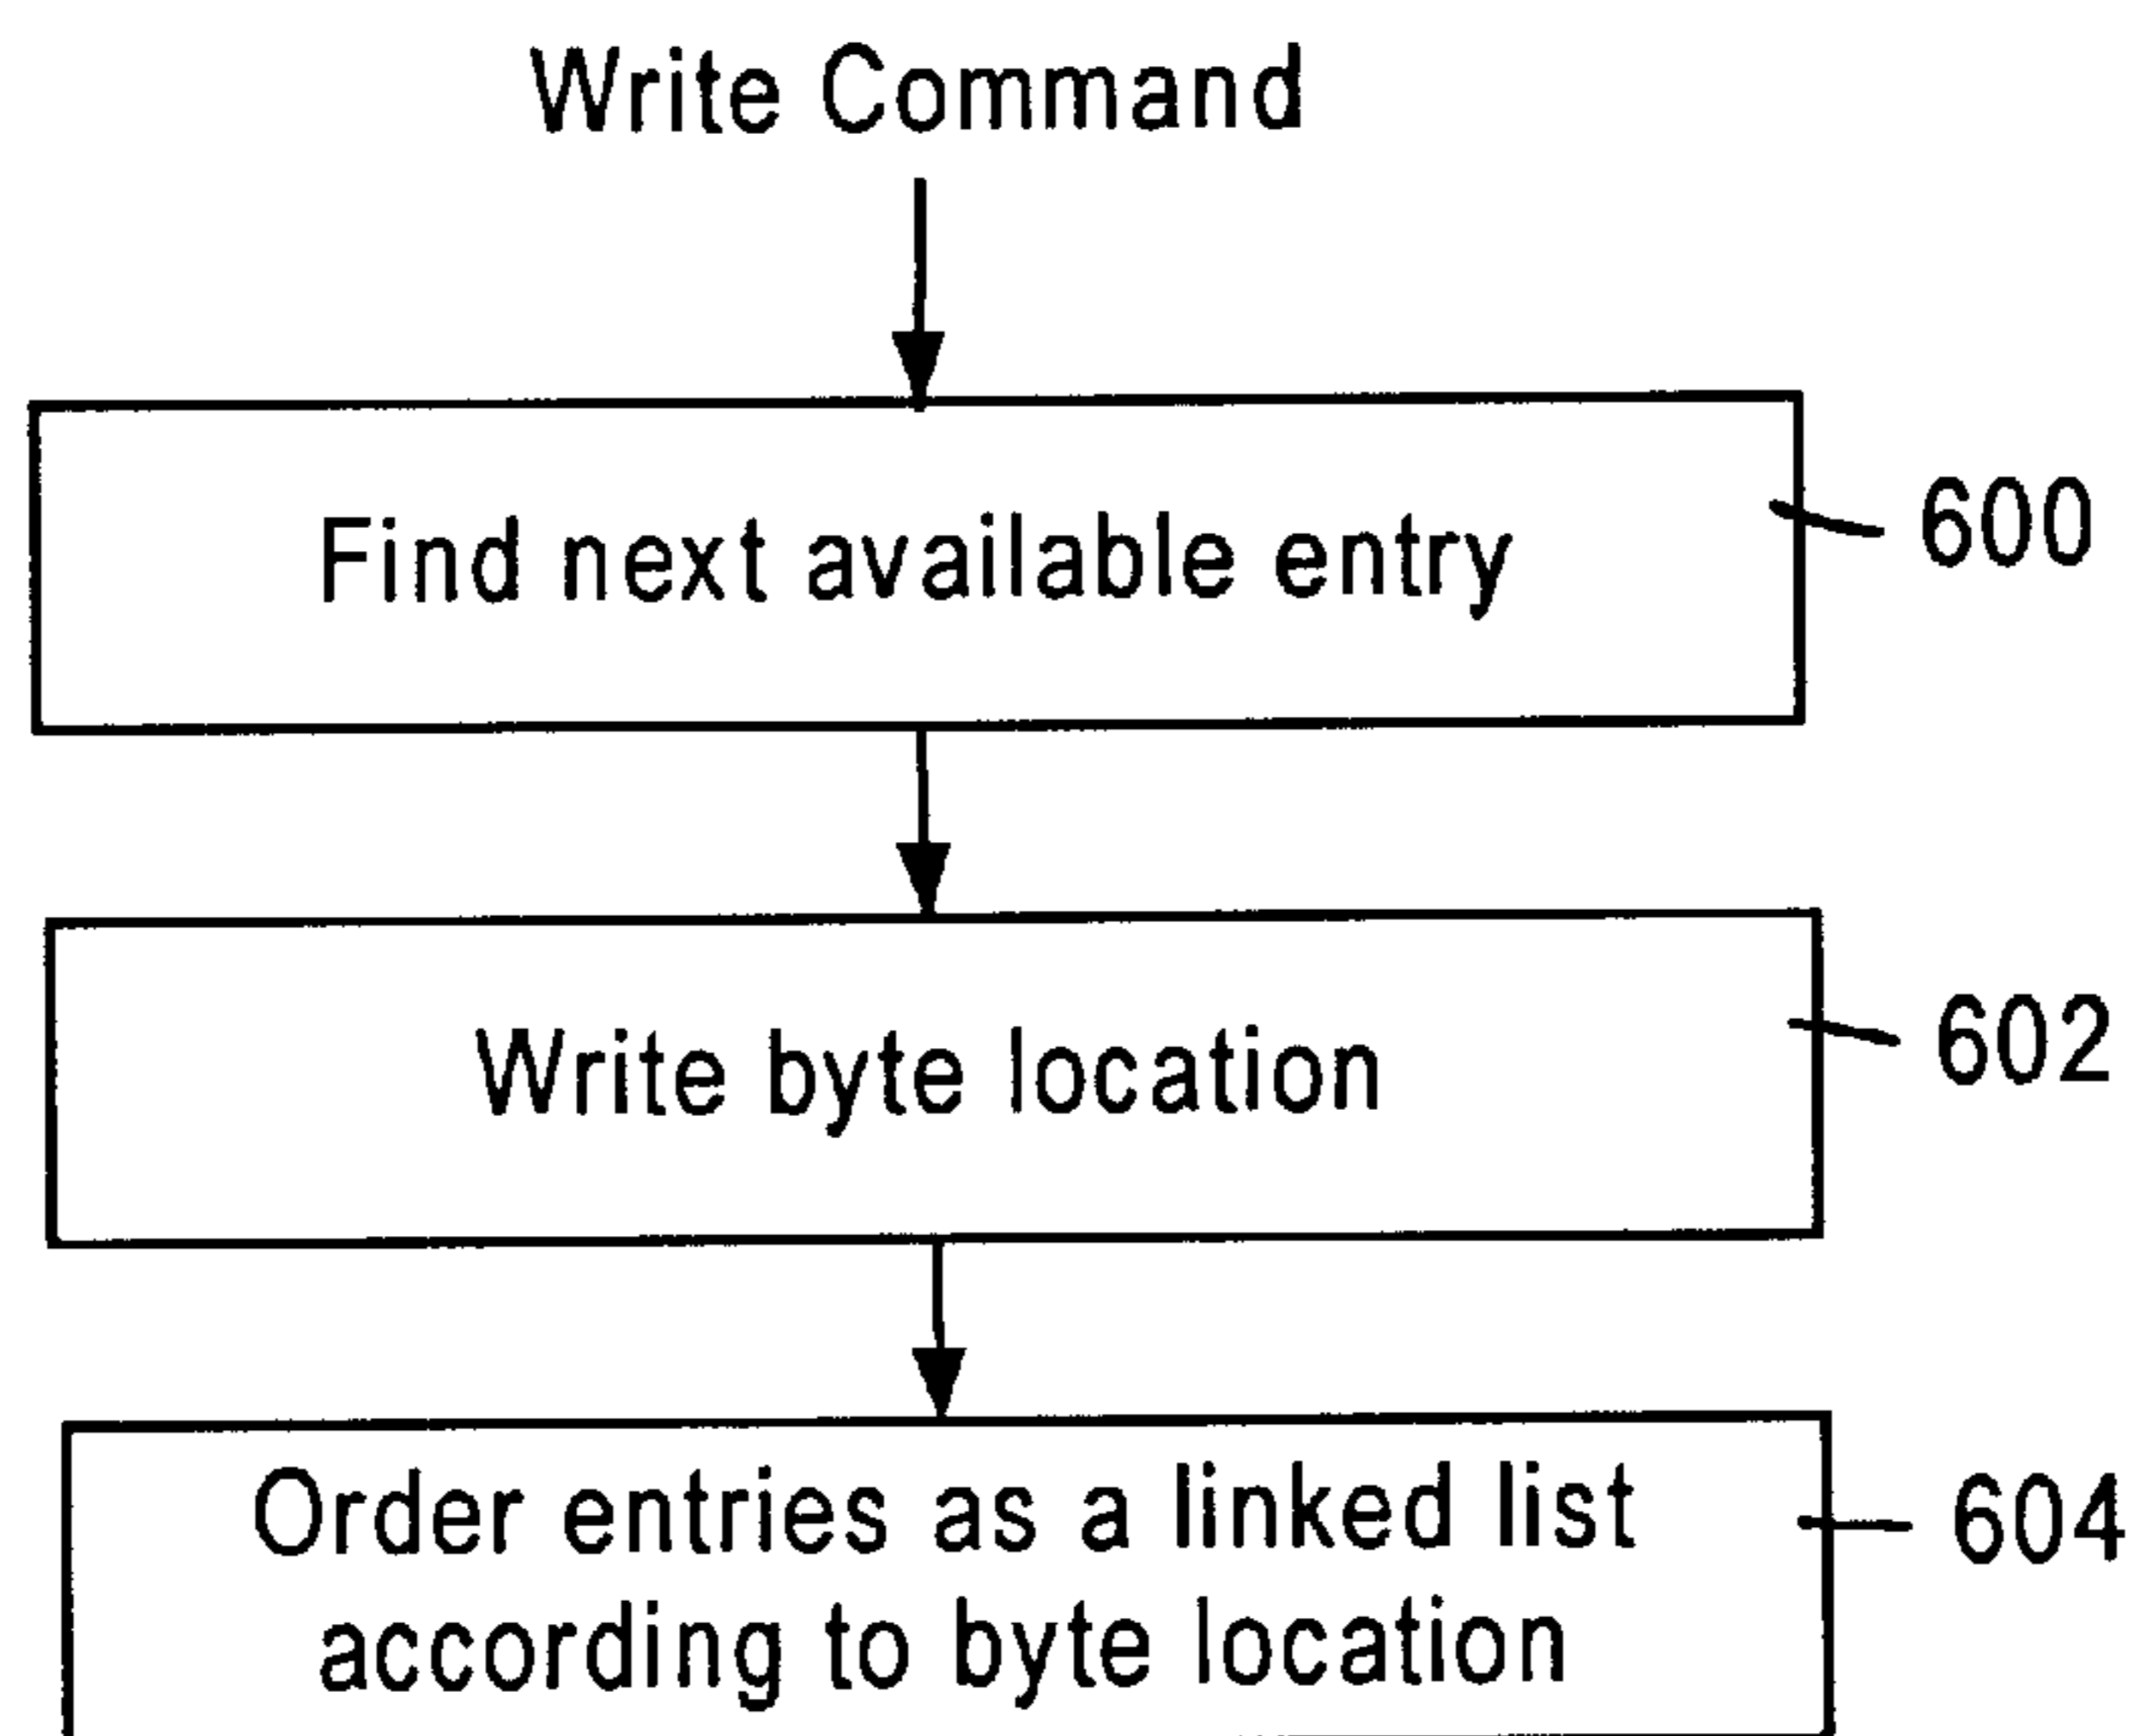 Write Command
Find next available entry
600
Write byte location
602
Order entries as a linked list
604
according to byte location